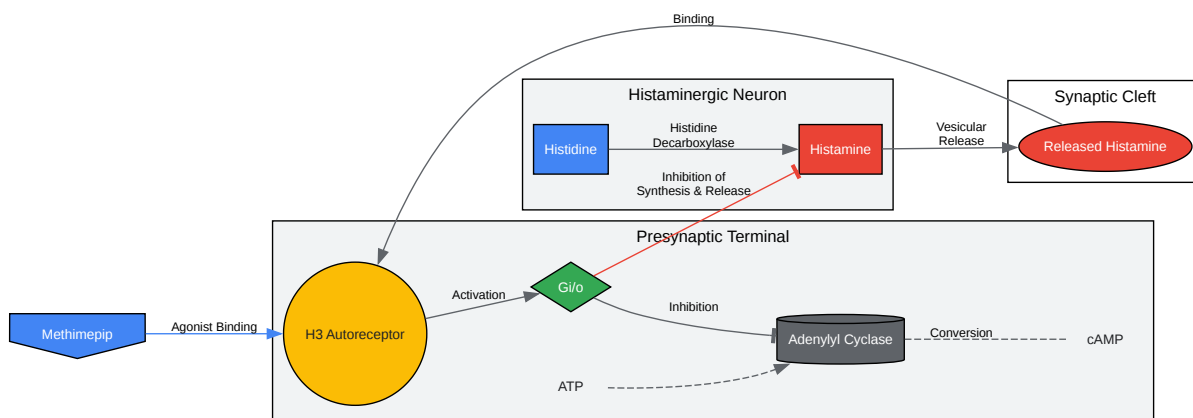 Binding
Histaminergic Neuron
Synaptic Cleft
Histidine
Histidine
Decarboxylase
Histamine
Vesicular
Release
Released Histamine
Inhibition of
Synthesis & Release
Presynaptic Terminal
Methimepip
Agonist Binding
H3 Autoreceptor
Activation
Gi/o
Inhibition
Adenylyl Cyclase
Conversion
cAMP
ATP